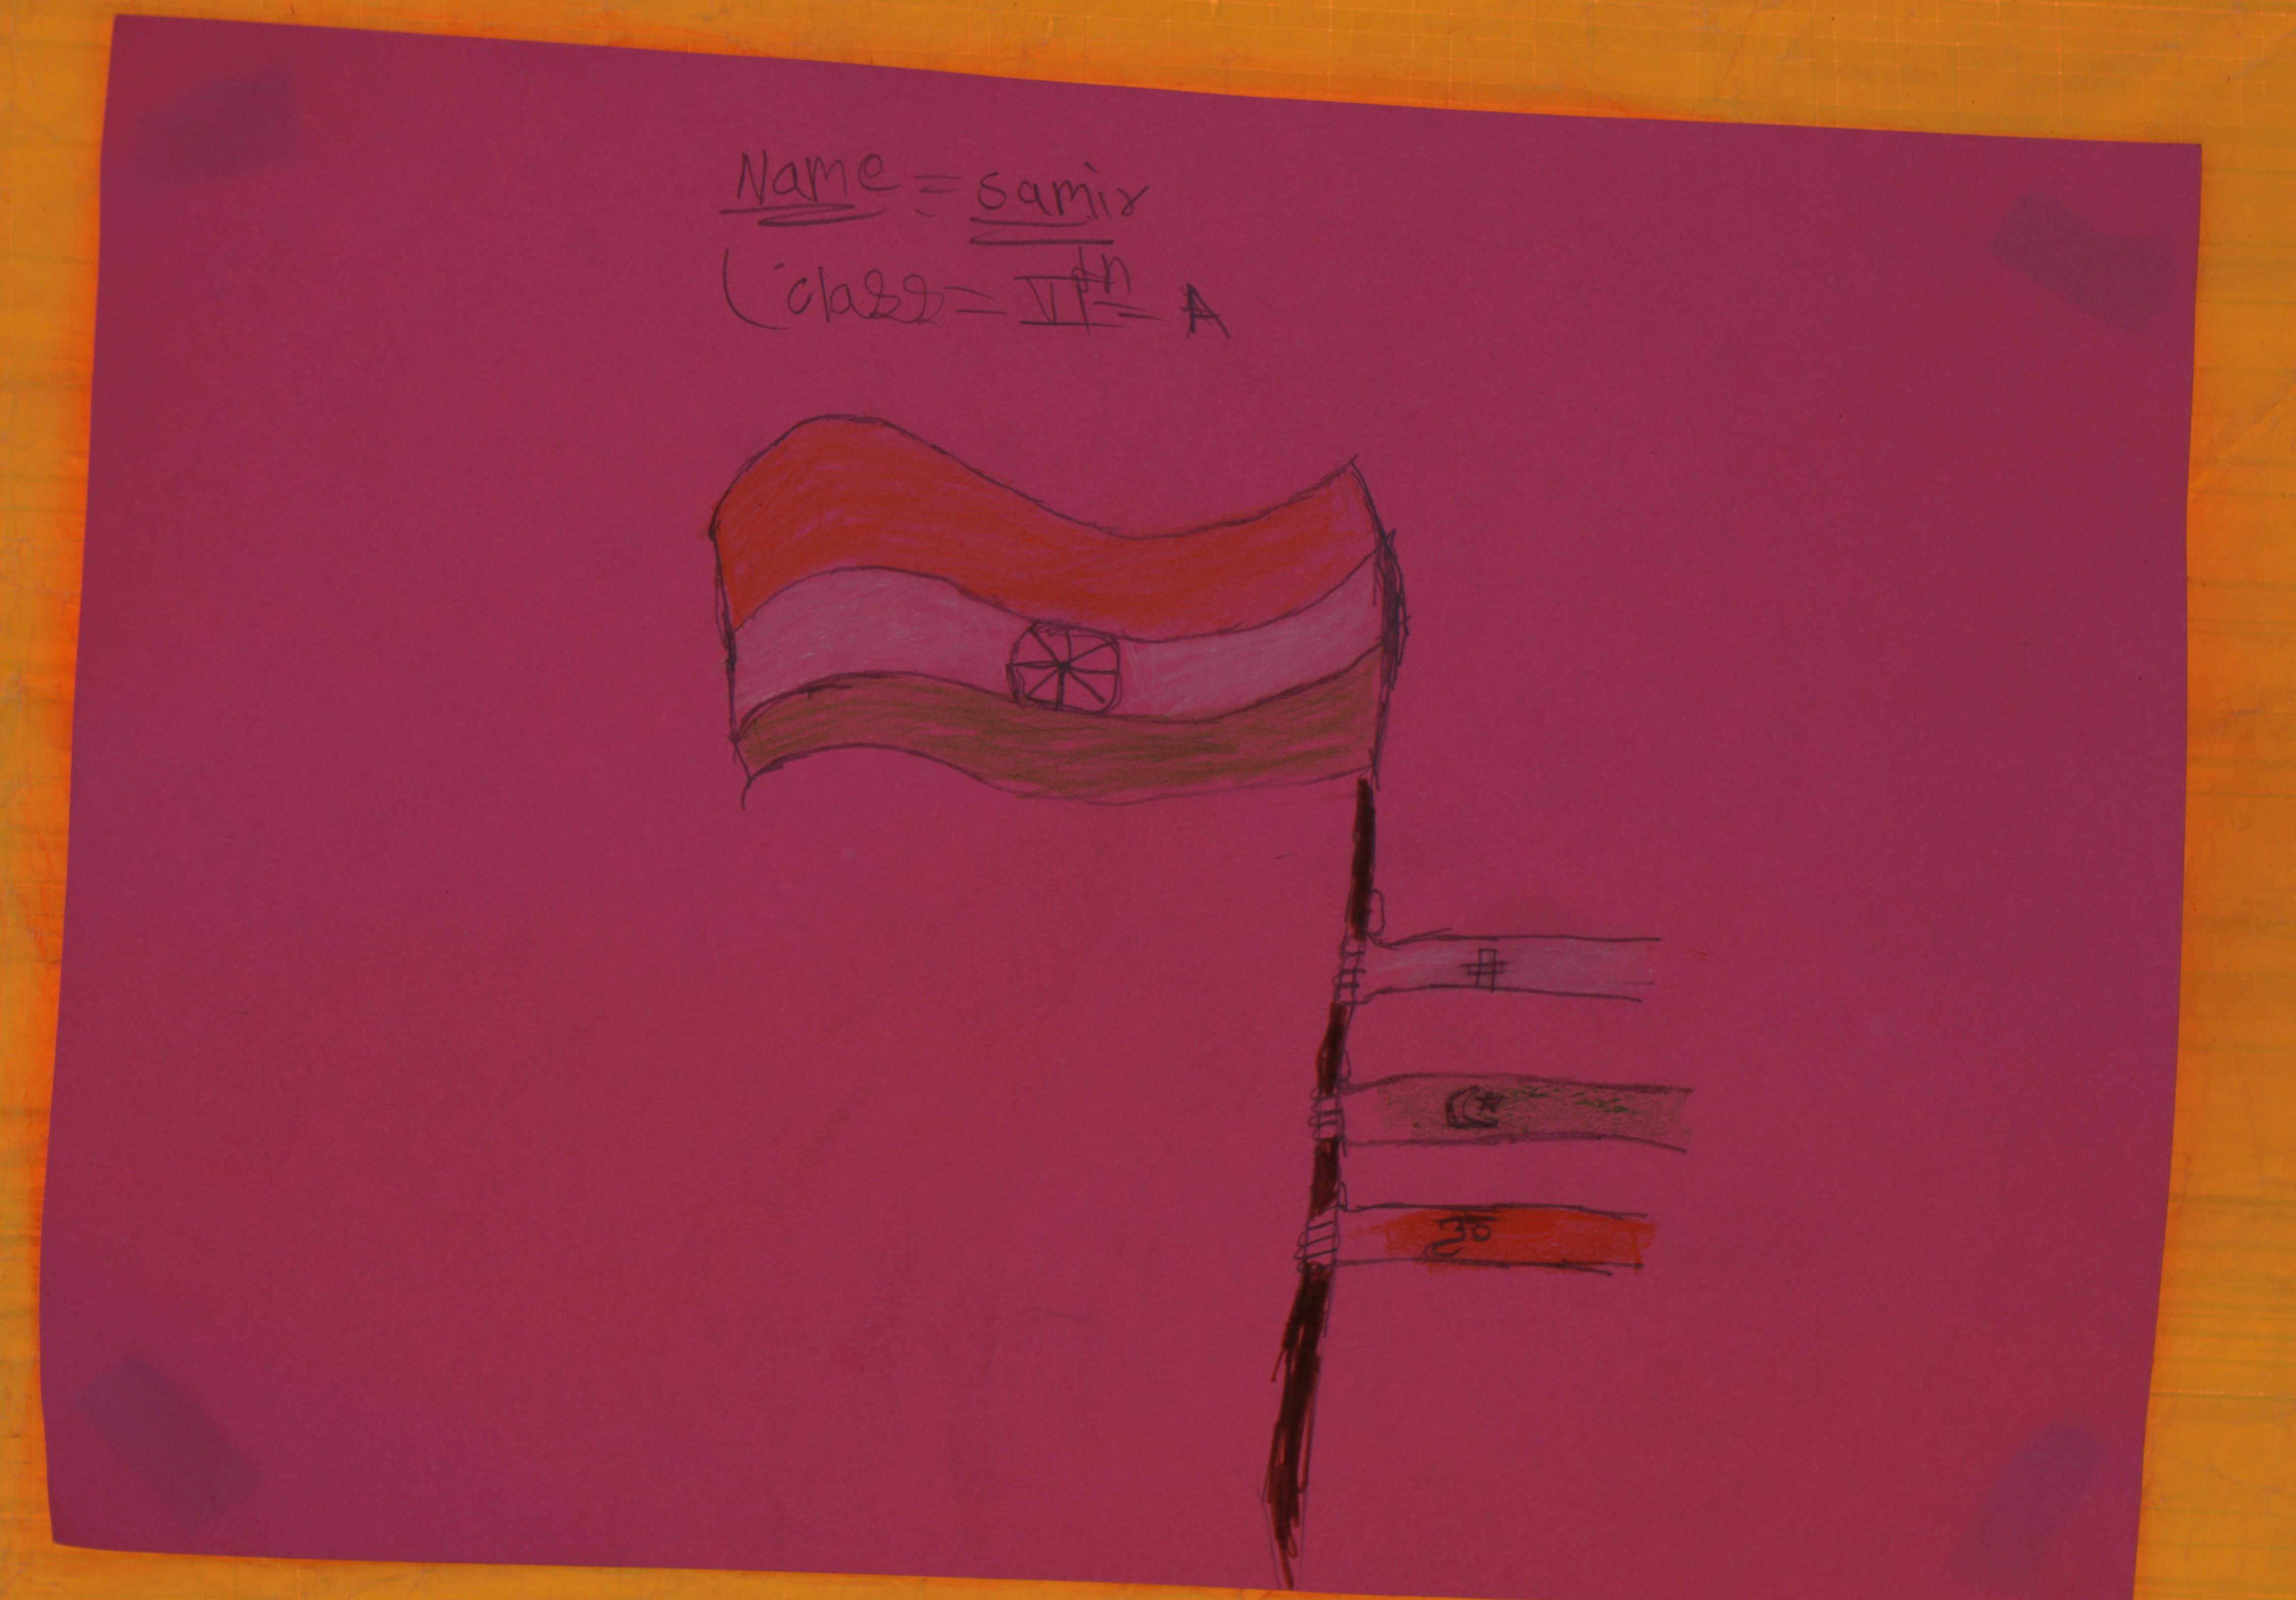 Name = samir
class = VIth = A
ॐ